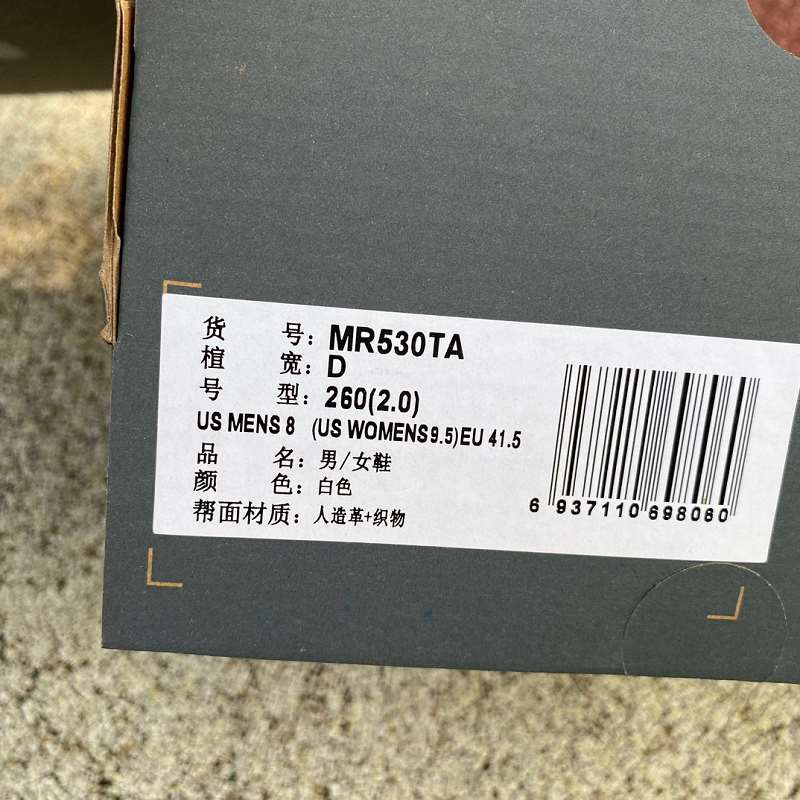 货 号: MR530TA
楦 宽: D
号 型: 260(2.0)
US MENS 8 (US WOMENS9.5)EU 41.5
品 名: 男/女鞋
颜 色: 白色
帮面材质: 人造革+织物
6 937110 698060